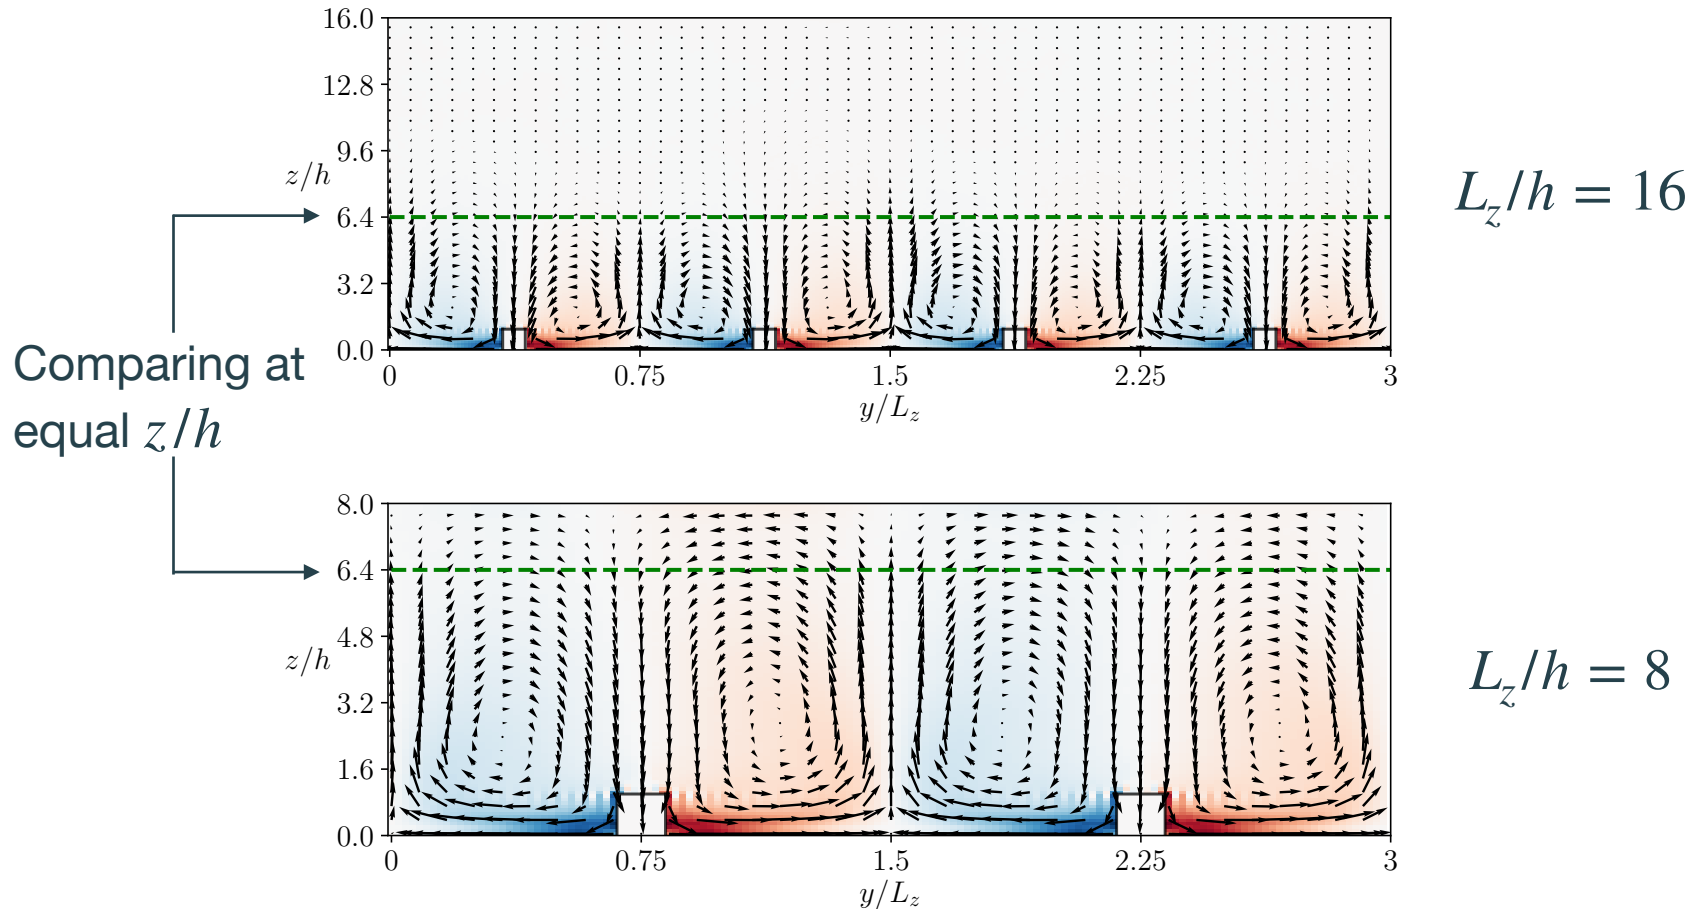 16.0
12.8
9.6
z/h
6.4
3.2
0.0
0 0.75 1.5 2.25 3
y/L_z
L_z/h = 16
Comparing at
equal z/h
8.0
6.4
4.8
z/h
3.2
1.6
0.0
0 0.75 1.5 2.25 3
y/L_z
L_z/h = 8